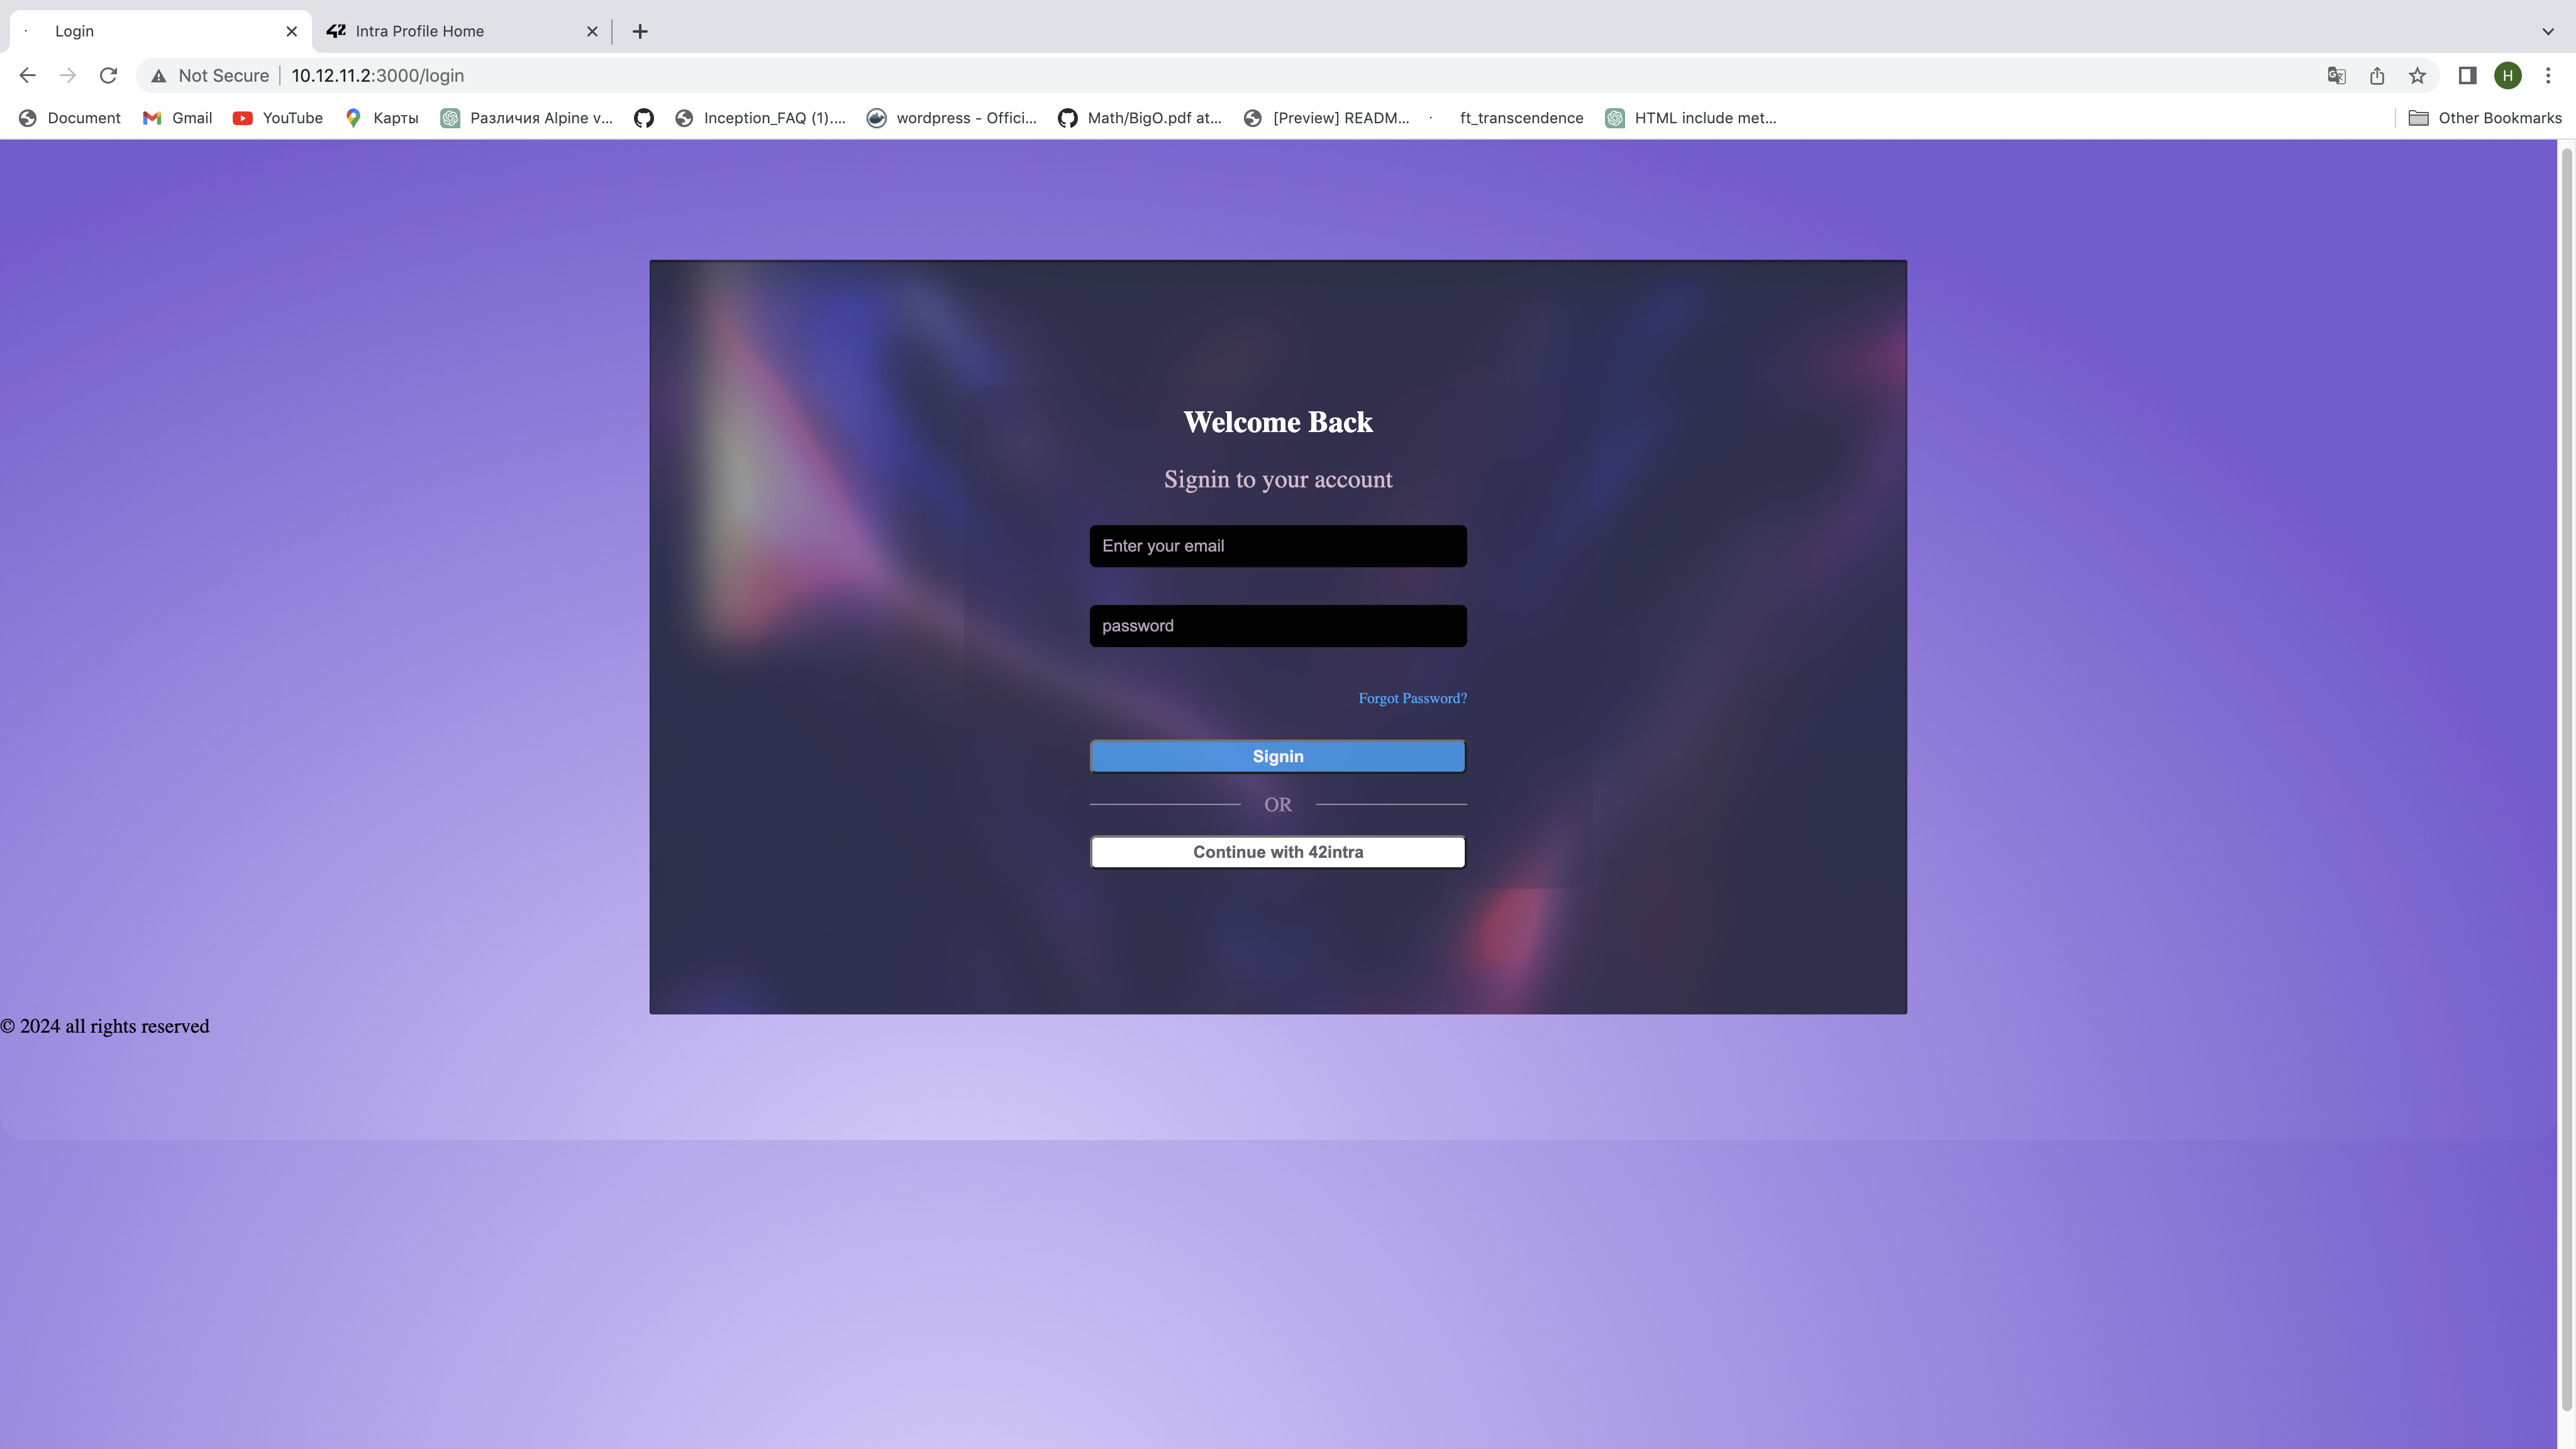 Login
42 Intra Profile Home
Not Secure 10.12.11.2:3000/login H
Document Gmail YouTube Карты Различия Alpine v... Inception_FAQ (1).... wordpress - Offici... Math/BigO.pdf at... [Preview] READM... ft_transcendence HTML include met... Other Bookmarks
Welcome Back
Signin to your account
Enter your email
password
Forgot Password?
Signin
OR
Continue with 42intra
© 2024 all rights reserved